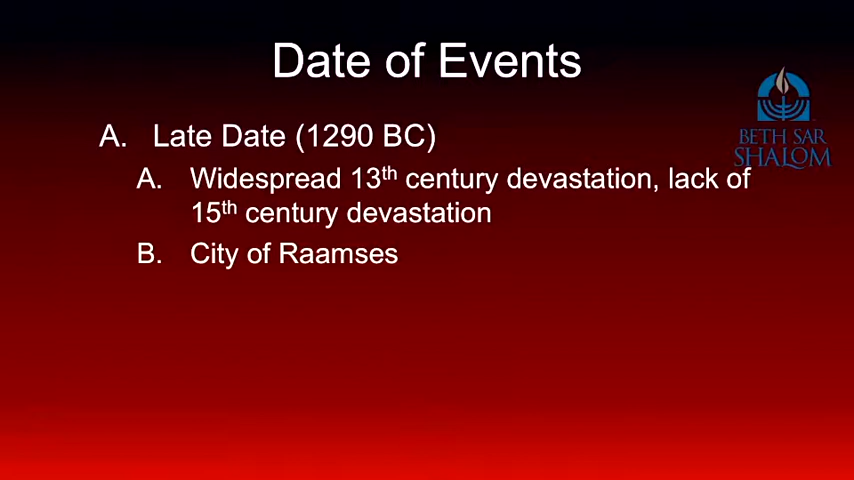 Date of Events
A. Late Date (1290 BC)
A. Widespread 13th century devastation, lack of
15th century devastation
B. City of Raamses
BETH SAR
SHALOM